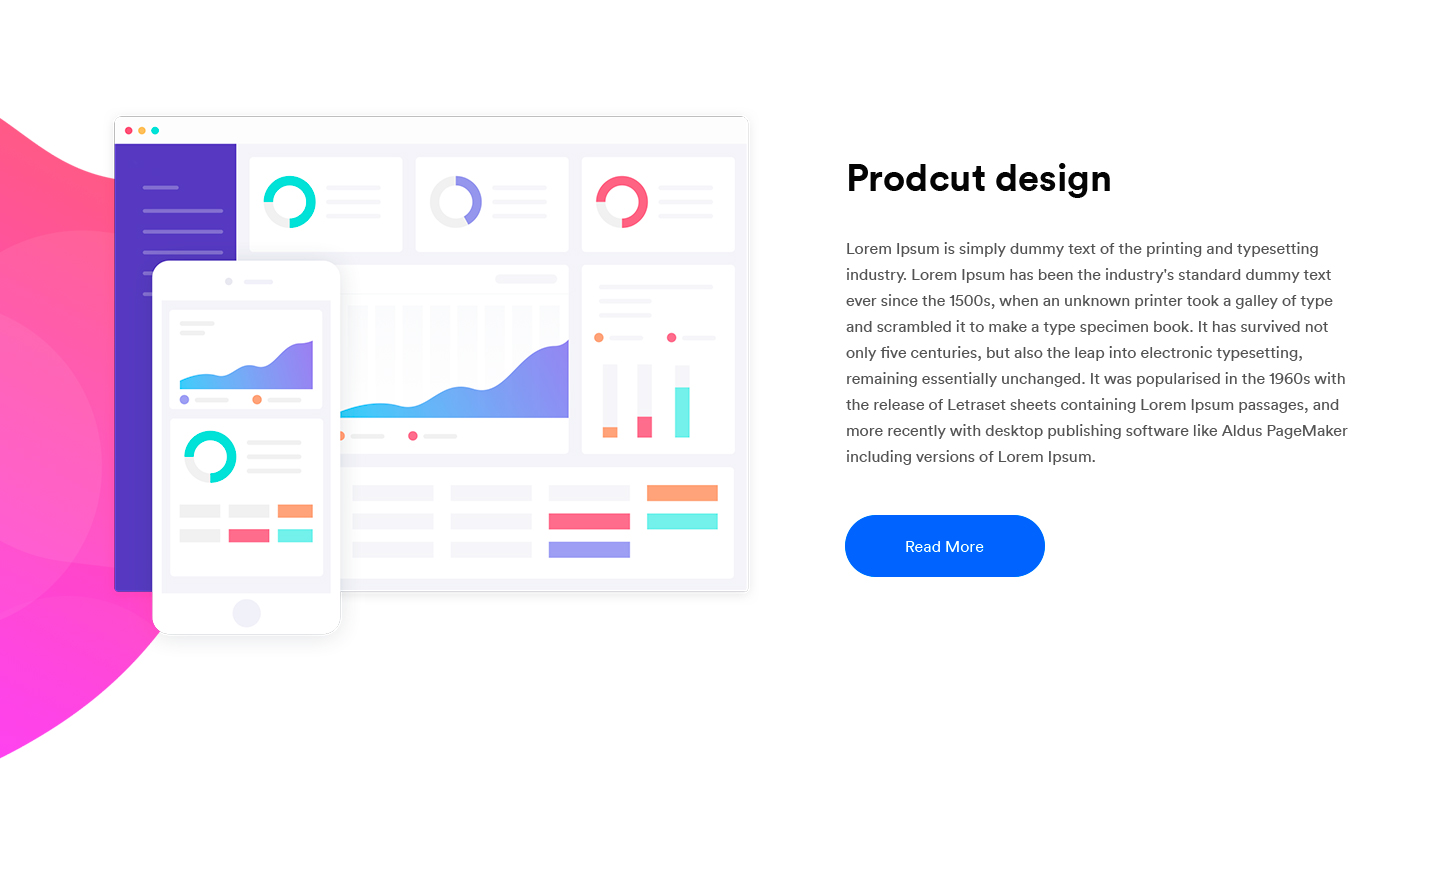 Prodcut design
Lorem Ipsum is simply dummy text of the printing and typesetting
industry. Lorem Ipsum has been the industry's standard dummy text
ever since the 1500s, when an unknown printer took a galley of type
and scrambled it to make a type specimen book. It has survived not
only five centuries, but also the leap into electronic typesetting,
remaining essentially unchanged. It was popularised in the 1960s with
the release of Letraset sheets containing Lorem Ipsum passages, and
more recently with desktop publishing software like Aldus PageMaker
including versions of Lorem Ipsum.
Read More